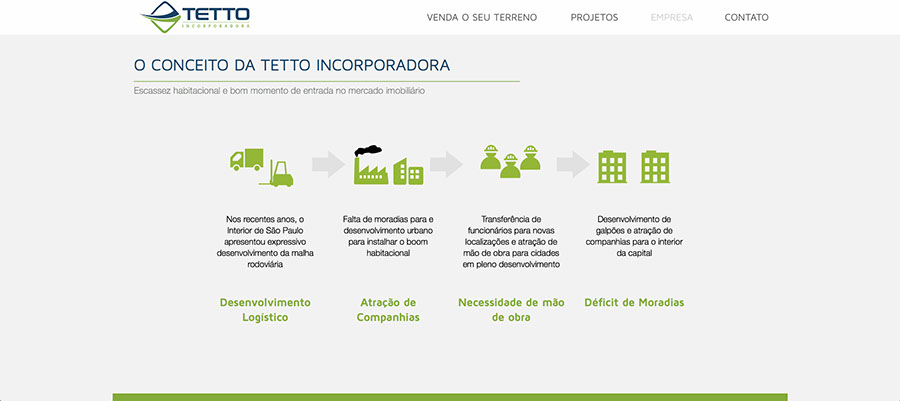 TETTO
INCORPORADORA
VENDA O SEU TERRENO
PROJETOS
EMPRESA
CONTATO
O CONCEITO DA TETTO INCORPORADORA
Escassez habitacional e bom momento de entrada no mercado imobiliário
Nos recentes anos, o
Interior de São Paulo
apresentou expressivo
desenvolvimento da malha
rodoviária
Falta de moradias para e
desenvolvimento urbano
para instalhar o boom
habitacional
Transferência de
funcionários para novas
localizações e atração de
mão de obra para cidades
em pleno desenvolvimento
Desenvolvimento de
galpões e atração de
companhias para o interior
da capital
Desenvolvimento
Logístico
Atração de
Companhias
Necessidade de mão
de obra
Déficit de Moradias